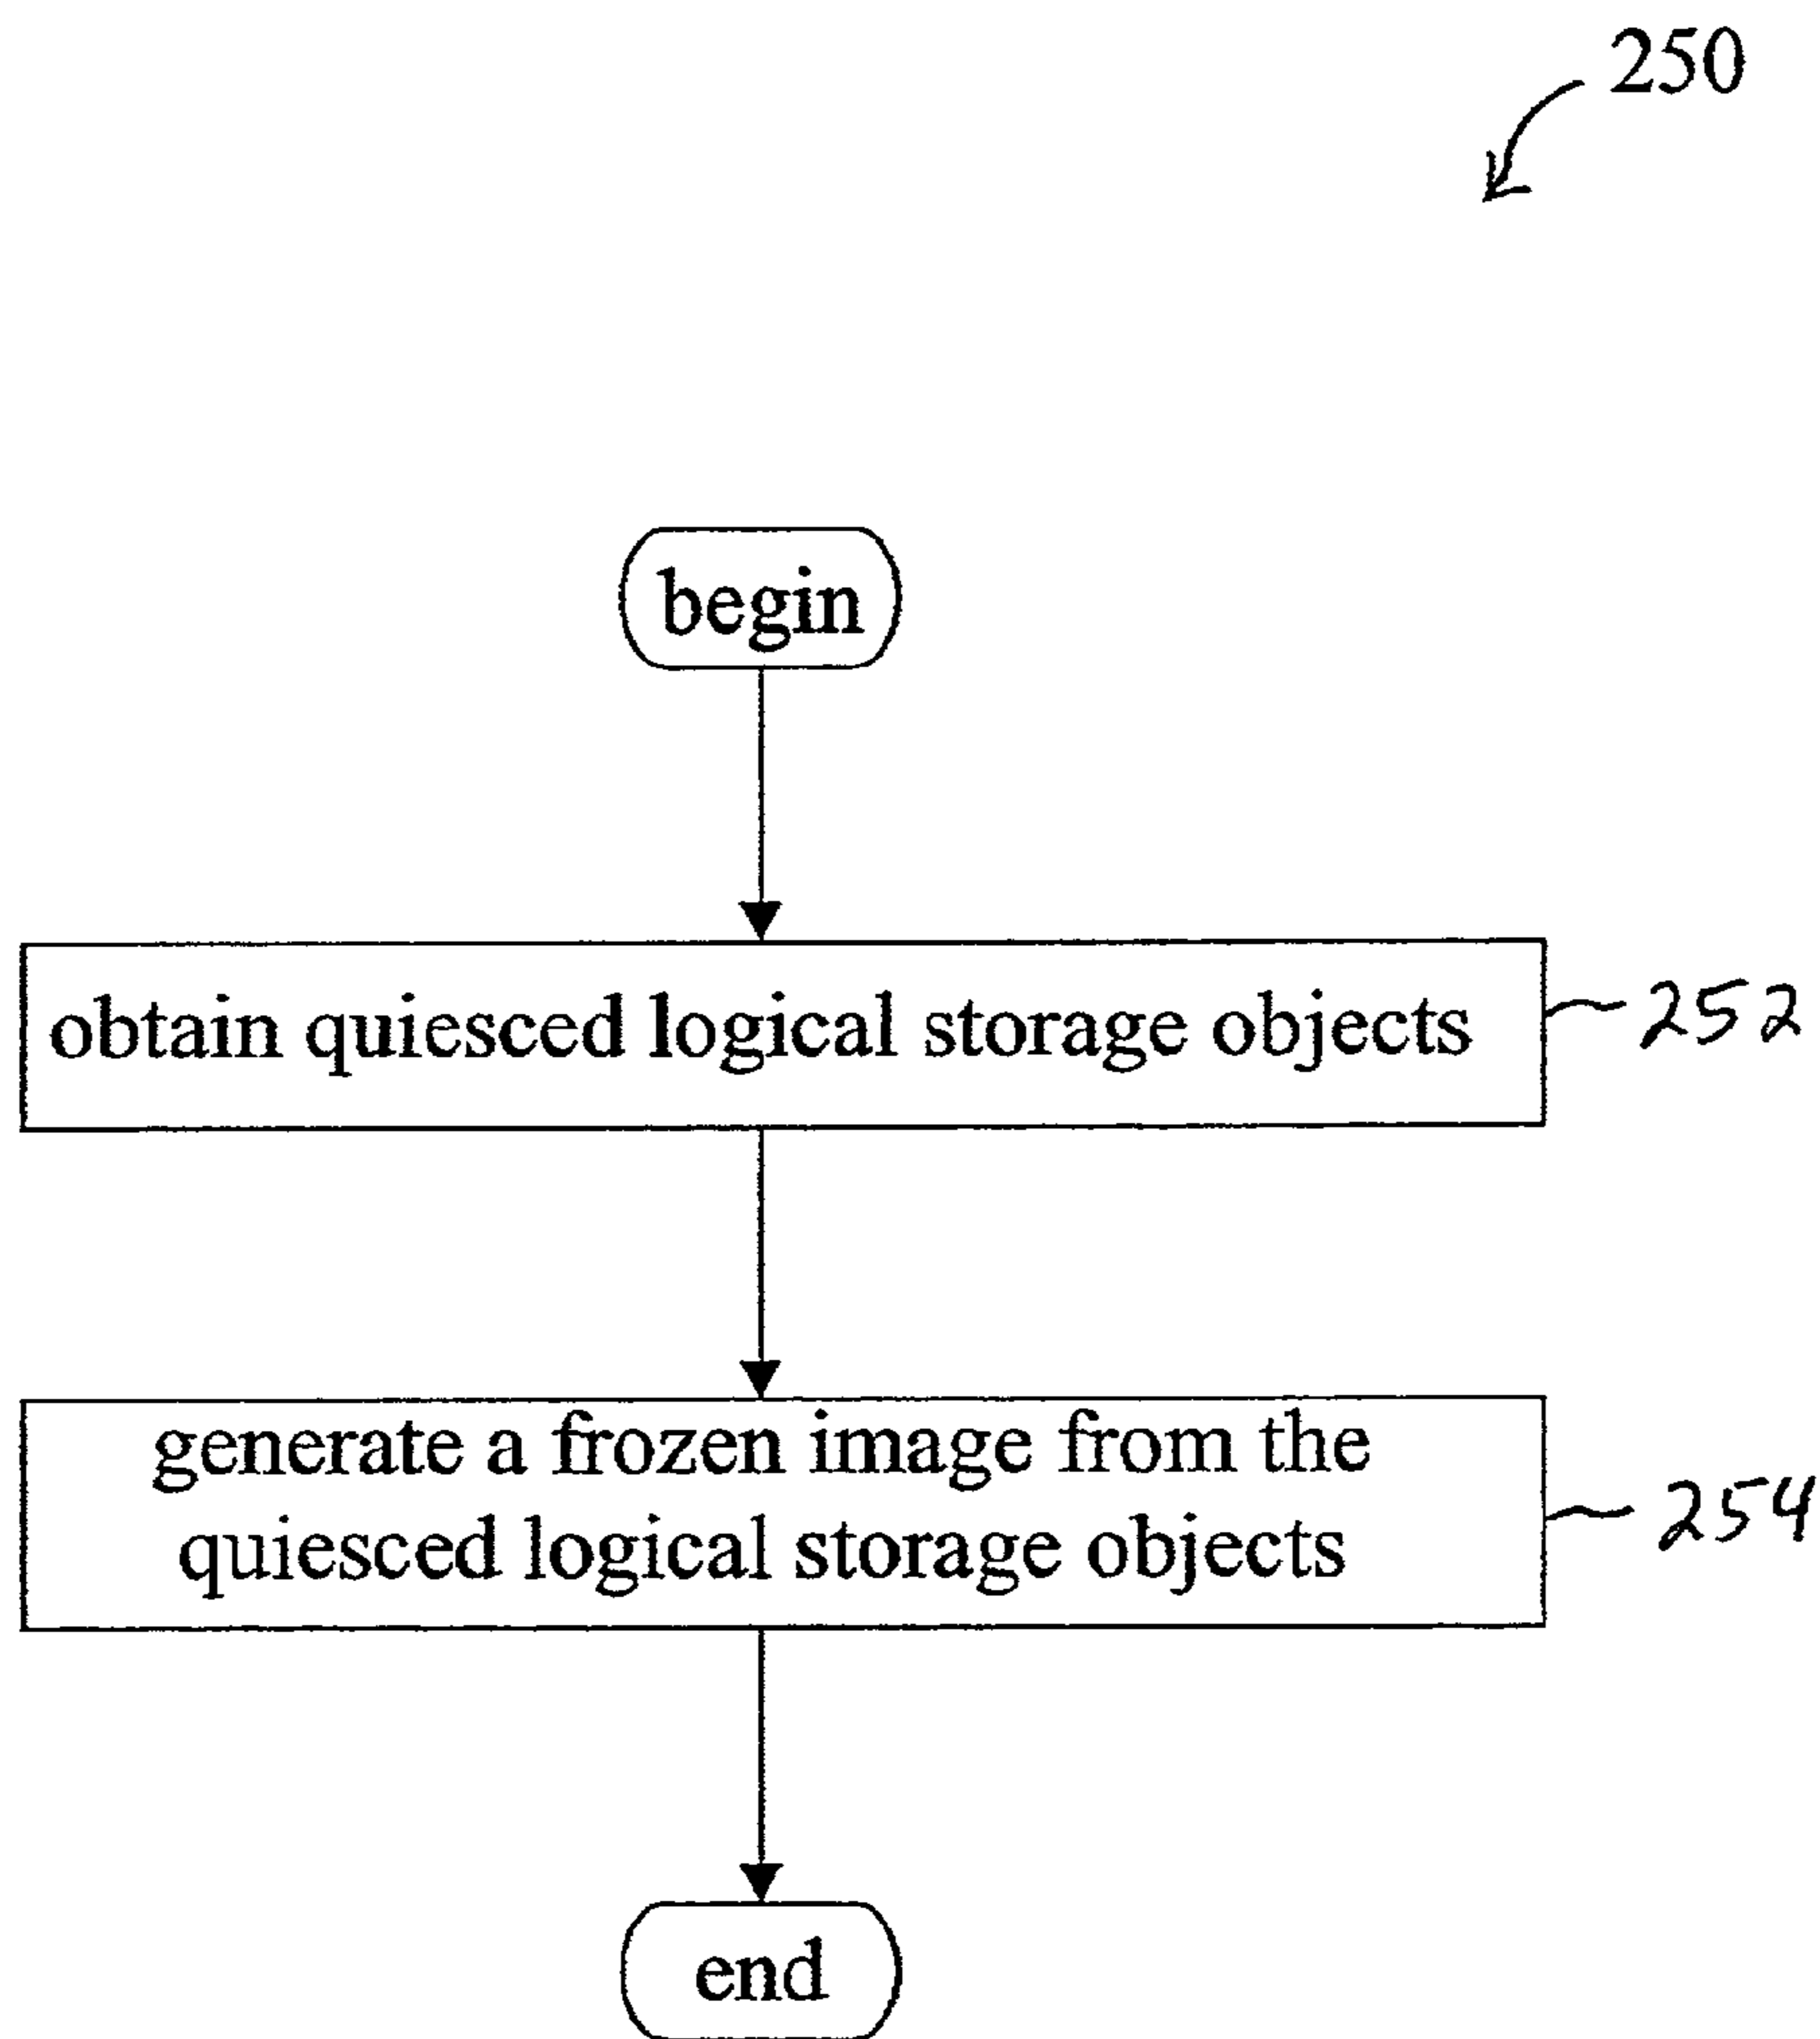 250
begin
obtain quiesced logical storage objects
252
generate a frozen image from the
quiesced logical storage objects
254
end